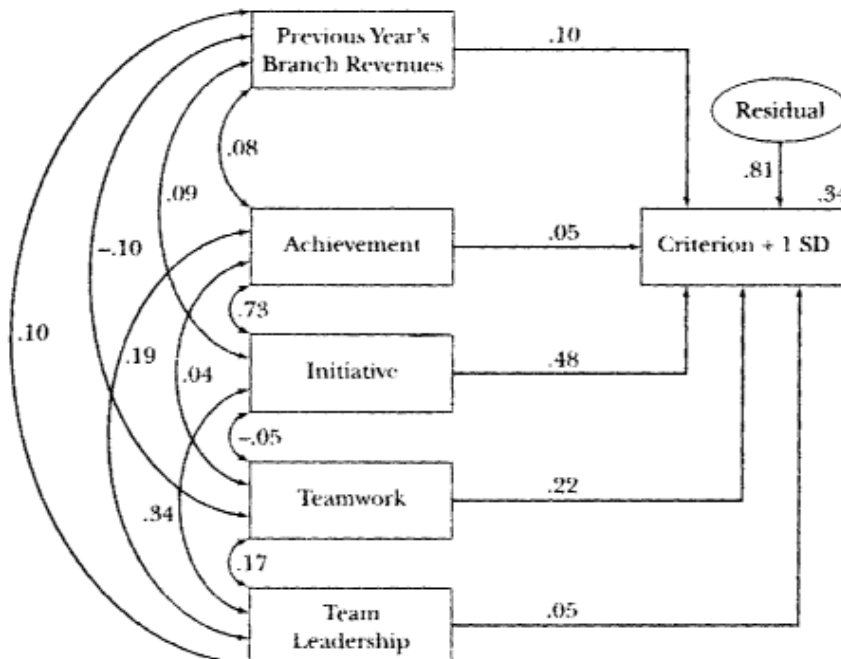 Previous Year's
Branch Revenues
.10
Residual
.08
.81
.09
.34
Achievement
.05
Criterion + 1 SD
-.10
.73
.10
.19
.04
Initiative
.48
-.05
Teamwork
.22
.34
.17
Team
Leadership
.05